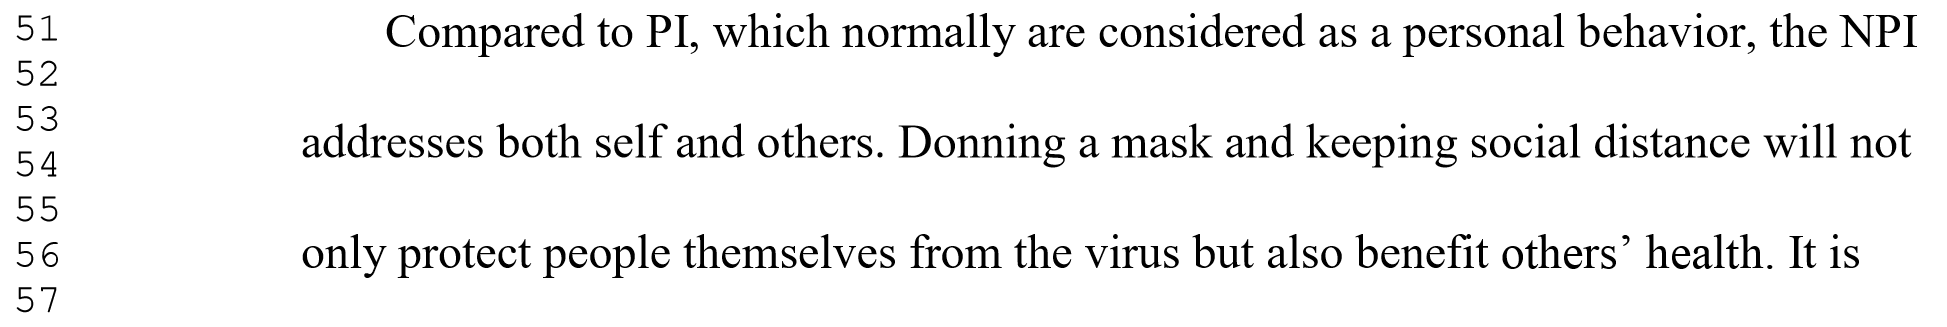 51 Compared to PI, which normally are considered as a personal behavior, the NPI
52
53 addresses both self and others. Donning a mask and keeping social distance will not
54
55
56 only protect people themselves from the virus but also benefit others’ health. It is
57